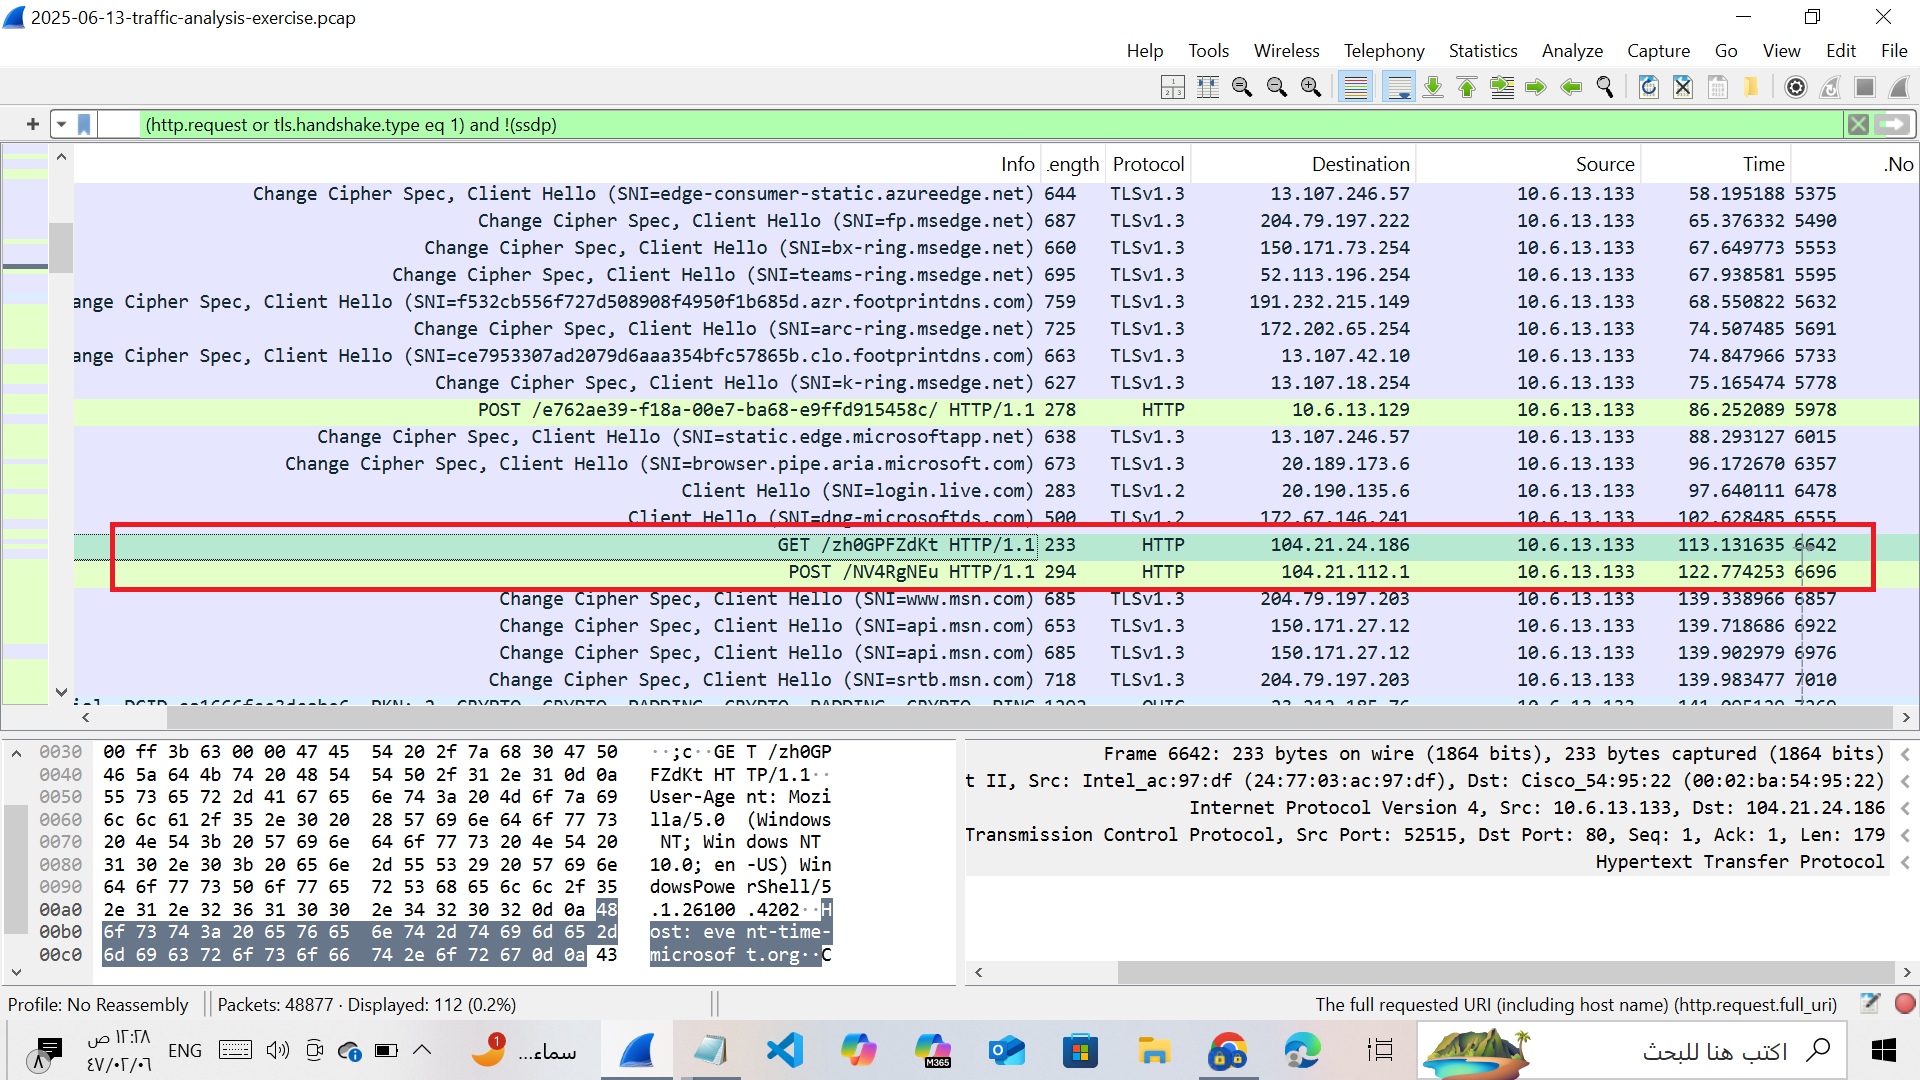 2025-06-13-traffic-analysis-exercise.pcap
Help Tools Wireless Telephony Statistics Analyze Capture Go View Edit File
(http.request or tls.handshake.type eq 1) and !(ssdp)
Info .ength Protocol Destination Source Time .No
Change Cipher Spec, Client Hello (SNI=edge-consumer-static.azureedge.net) 644 TLSv1.3 13.107.246.57 10.6.13.133 58.195188 5375
Change Cipher Spec, Client Hello (SNI=fp.msedge.net) 687 TLSv1.3 204.79.197.222 10.6.13.133 65.376332 5490
Change Cipher Spec, Client Hello (SNI=bx-ring.msedge.net) 660 TLSv1.3 150.171.73.254 10.6.13.133 67.649773 5553
Change Cipher Spec, Client Hello (SNI=teams-ring.msedge.net) 695 TLSv1.3 52.113.196.254 10.6.13.133 67.938581 5595
ange Cipher Spec, Client Hello (SNI=f532cb556f727d508908f4950f1b685d.azr.footprintdns.com) 759 TLSv1.3 191.232.215.149 10.6.13.133 68.550822 5632
Change Cipher Spec, Client Hello (SNI=arc-ring.msedge.net) 725 TLSv1.3 172.202.65.254 10.6.13.133 74.507485 5691
ange Cipher Spec, Client Hello (SNI=ce7953307ad2079d6aaa354bfc57865b.clo.footprintdns.com) 663 TLSv1.3 13.107.42.10 10.6.13.133 74.847966 5733
Change Cipher Spec, Client Hello (SNI=k-ring.msedge.net) 627 TLSv1.3 13.107.18.254 10.6.13.133 75.165474 5778
POST /e762ae39-f18a-00e7-ba68-e9ffd915458c/ HTTP/1.1 278 HTTP 10.6.13.129 10.6.13.133 86.252089 5978
Change Cipher Spec, Client Hello (SNI=static.edge.microsoftapp.net) 638 TLSv1.3 13.107.246.57 10.6.13.133 88.293127 6015
Change Cipher Spec, Client Hello (SNI=browser.pipe.aria.microsoft.com) 673 TLSv1.3 20.189.173.6 10.6.13.133 96.172670 6357
Client Hello (SNI=login.live.com) 283 TLSv1.2 20.190.135.6 10.6.13.133 97.640111 6478
Client Hello (SNI=dng-microsoftds.com) 500 TLSv1.2 172.67.146.241 10.6.13.133 102.628485 6555
GET /zh0GPFZdKt HTTP/1.1 233 HTTP 104.21.24.186 10.6.13.133 113.131635 6642
POST /NV4RgNEu HTTP/1.1 294 HTTP 104.21.112.1 10.6.13.133 122.774253 6696
Change Cipher Spec, Client Hello (SNI=www.msn.com) 685 TLSv1.3 204.79.197.203 10.6.13.133 139.338966 6857
Change Cipher Spec, Client Hello (SNI=api.msn.com) 653 TLSv1.3 150.171.27.12 10.6.13.133 139.718686 6922
Change Cipher Spec, Client Hello (SNI=api.msn.com) 685 TLSv1.3 150.171.27.12 10.6.13.133 139.902979 6976
Change Cipher Spec, Client Hello (SNI=srtb.msn.com) 718 TLSv1.3 204.79.197.203 10.6.13.133 139.983477 7010
0030 00 ff 3b 63 00 00 47 45 54 20 2f 7a 68 30 47 50 ··;c··GE T /zh0GP
0040 46 5a 64 4b 74 20 48 54 54 50 2f 31 2e 31 0d 0a FZdKt HT TP/1.1··
0050 55 73 65 72 2d 41 67 65 6e 74 3a 20 4d 6f 7a 69 User-Age nt: Mozi
0060 6c 6c 61 2f 35 2e 30 20 28 57 69 6e 64 6f 77 73 lla/5.0 (Windows
0070 20 4e 54 3b 20 57 69 6e 64 6f 77 73 20 4e 54 20 NT; Win dows NT
0080 31 30 2e 30 3b 20 65 6e 2d 55 53 29 20 57 69 6e 10.0; en -US) Win
0090 64 6f 77 73 50 6f 77 65 72 53 68 65 6c 6c 2f 35 dowsPowe rShell/5
00a0 2e 31 2e 32 36 31 30 30 2e 34 32 30 32 0d 0a 48 .1.26100 .4202··H
00b0 6f 73 74 3a 20 65 76 65 6e 74 2d 74 69 6d 65 2d ost: eve nt-time-
00c0 6d 69 63 72 6f 73 6f 66 74 2e 6f 72 67 0d 0a 43 microsof t.org··C
Frame 6642: 233 bytes on wire (1864 bits), 233 bytes captured (1864 bits)
t II, Src: Intel_ac:97:df (24:77:03:ac:97:df), Dst: Cisco_54:95:22 (00:02:ba:54:95:22)
Internet Protocol Version 4, Src: 10.6.13.133, Dst: 104.21.24.186
Transmission Control Protocol, Src Port: 52515, Dst Port: 80, Seq: 1, Ack: 1, Len: 179
Hypertext Transfer Protocol
Profile: No Reassembly Packets: 48877 · Displayed: 112 (0.2%) The full requested URI (including host name) (http.request.full_uri)
١٢:٢٨ ص
٤٧/٠٢/٠٦
٨
ENG
1
سماء...
M365
اكتب هنا للبحث